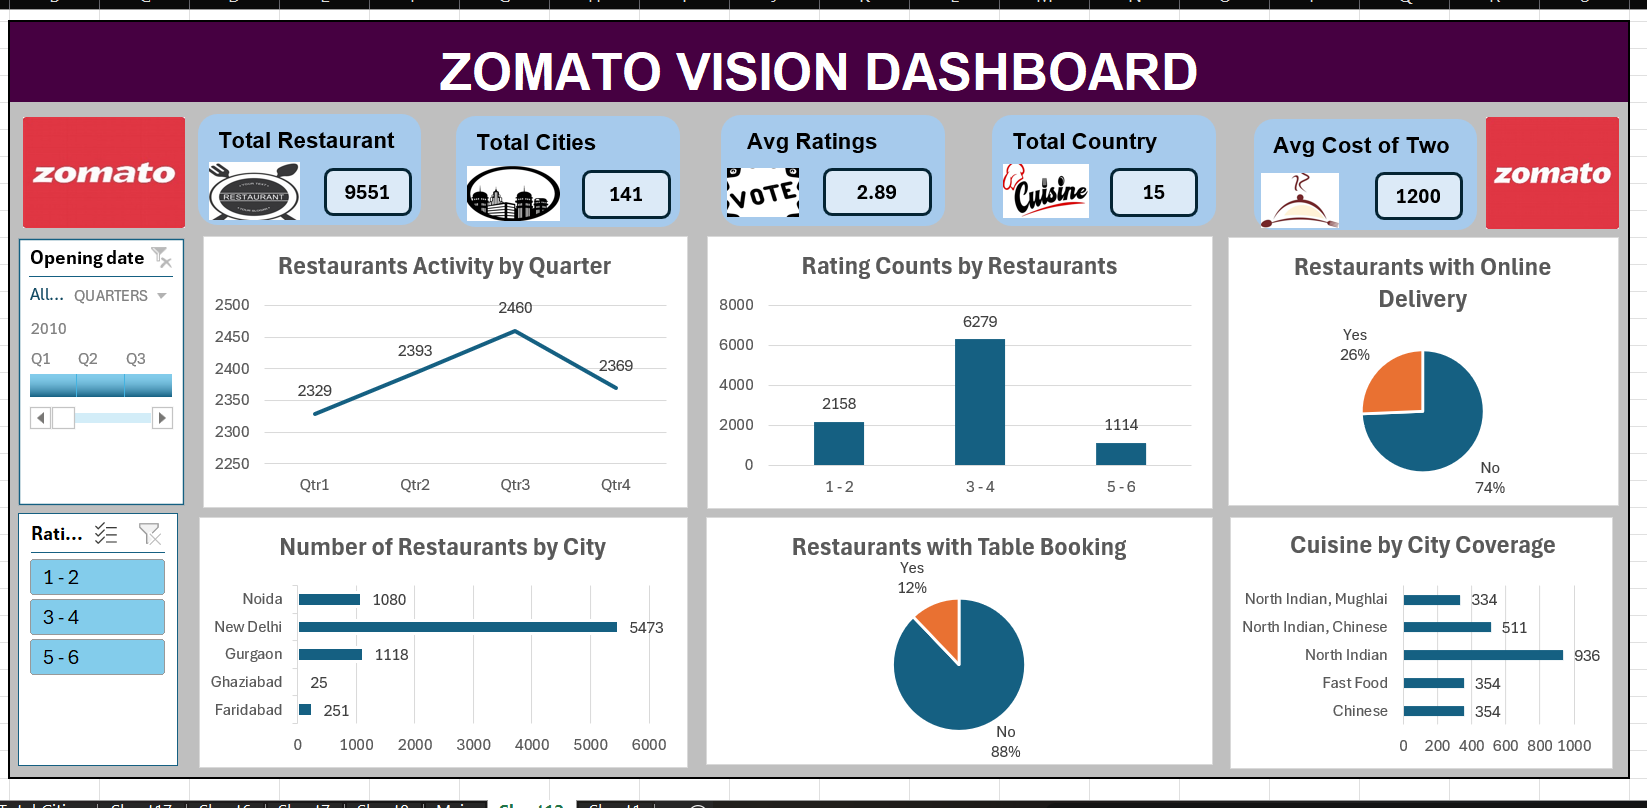 ZOMATO VISION DASHBOARD
zomato
Total Restaurant
RESTAURANT
9551
Total Cities
141
Avg Ratings
VOTE
2.89
Total Country
Cuisine
15
Avg Cost of Two
1200
zomato
Opening date
All... QUARTERS
2010
Q1 Q2 Q3
Restaurants Activity by Quarter
2500
2450
2400
2350
2300
2250
2329
2393
2460
2369
Qtr1 Qtr2 Qtr3 Qtr4
Rating Counts by Restaurants
8000
6000
4000
2000
0
2158
6279
1114
1 - 2 3 - 4 5 - 6
Restaurants with Online
Delivery
Yes
26%
No
74%
Rati...
1 - 2
3 - 4
5 - 6
Number of Restaurants by City
Noida 1080
New Delhi 5473
Gurgaon 1118
Ghaziabad 25
Faridabad 251
0 1000 2000 3000 4000 5000 6000
Restaurants with Table Booking
Yes
12%
No
88%
Cuisine by City Coverage
North Indian, Mughlai 334
North Indian, Chinese 511
North Indian 936
Fast Food 354
Chinese 354
0 200 400 600 800 1000